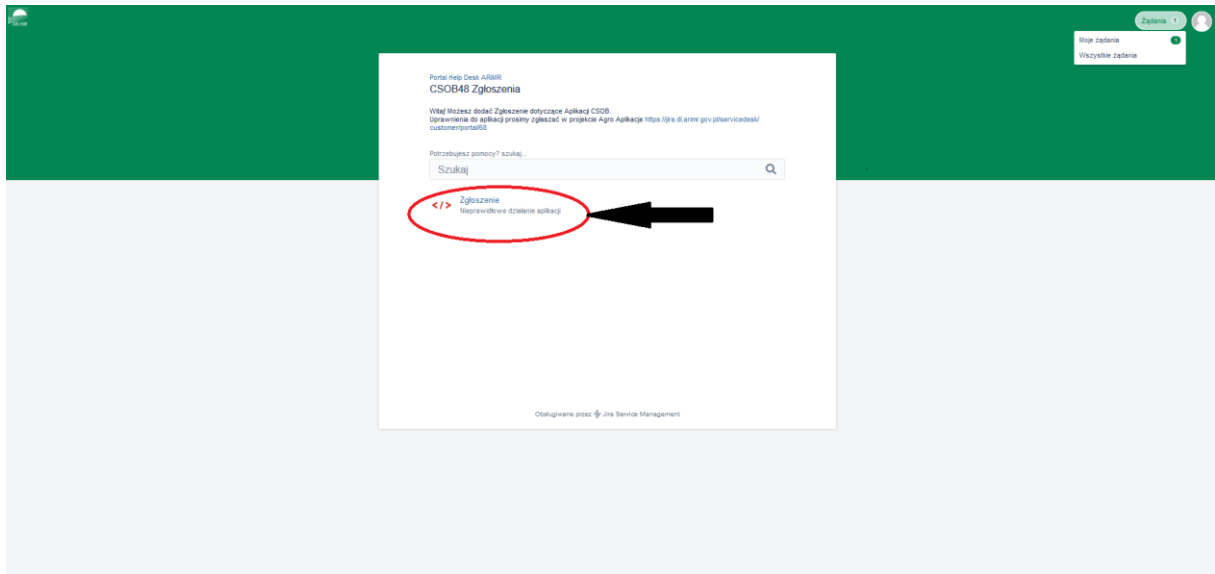 Żądania 1
Moje żądania 1
Wszystkie żądania
Portal Help Desk ARiMR
CSOB48 Zgłoszenia
Witaj! Możesz dodać Zgłoszenie dotyczące Aplikacji CSOB.
Uprawnienia do aplikacji prosimy zgłaszać w projekcie Agro Aplikacje https://jira.di.arimr.gov.pl/servicedesk/
customer/portal/68
Potrzebujesz pomocy? szukaj...
Szukaj
</> Zgłoszenie
Nieprawidłowe działanie aplikacji
Obsługiwane przez Jira Service Management